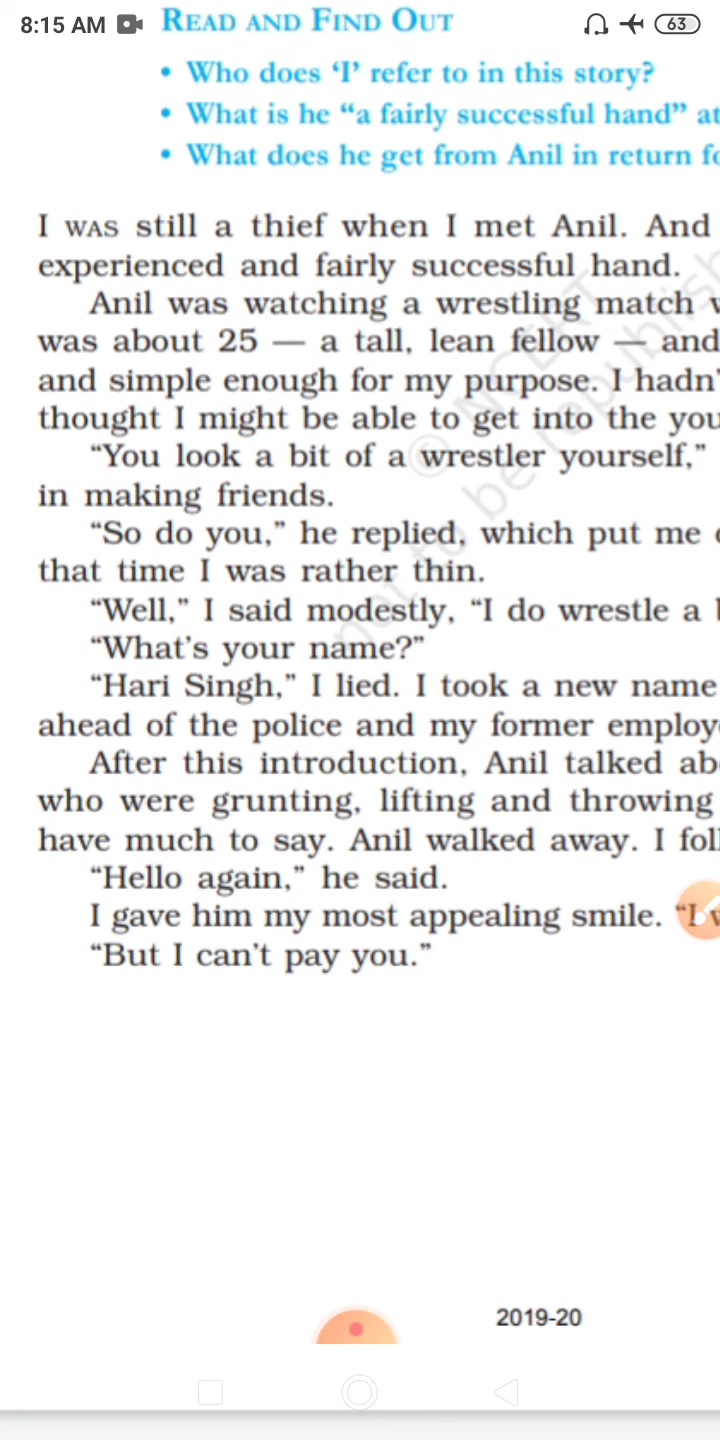 8:15 AM READ AND FIND OUT 63
• Who does ‘I’ refer to in this story?
• What is he “a fairly successful hand” at
• What does he get from Anil in return fo
I WAS still a thief when I met Anil. And
experienced and fairly successful hand.
Anil was watching a wrestling match
was about 25 — a tall, lean fellow — and
and simple enough for my purpose. I hadn’
thought I might be able to get into the you
“You look a bit of a wrestler yourself,”
in making friends.
“So do you,” he replied, which put me
that time I was rather thin.
“Well,” I said modestly, “I do wrestle a
“What’s your name?”
“Hari Singh,” I lied. I took a new name
ahead of the police and my former employe
After this introduction, Anil talked ab
who were grunting, lifting and throwing
have much to say. Anil walked away. I foll
“Hello again,” he said.
I gave him my most appealing smile. “I
“But I can’t pay you.”
© NCERT
not to be republish
2019-20